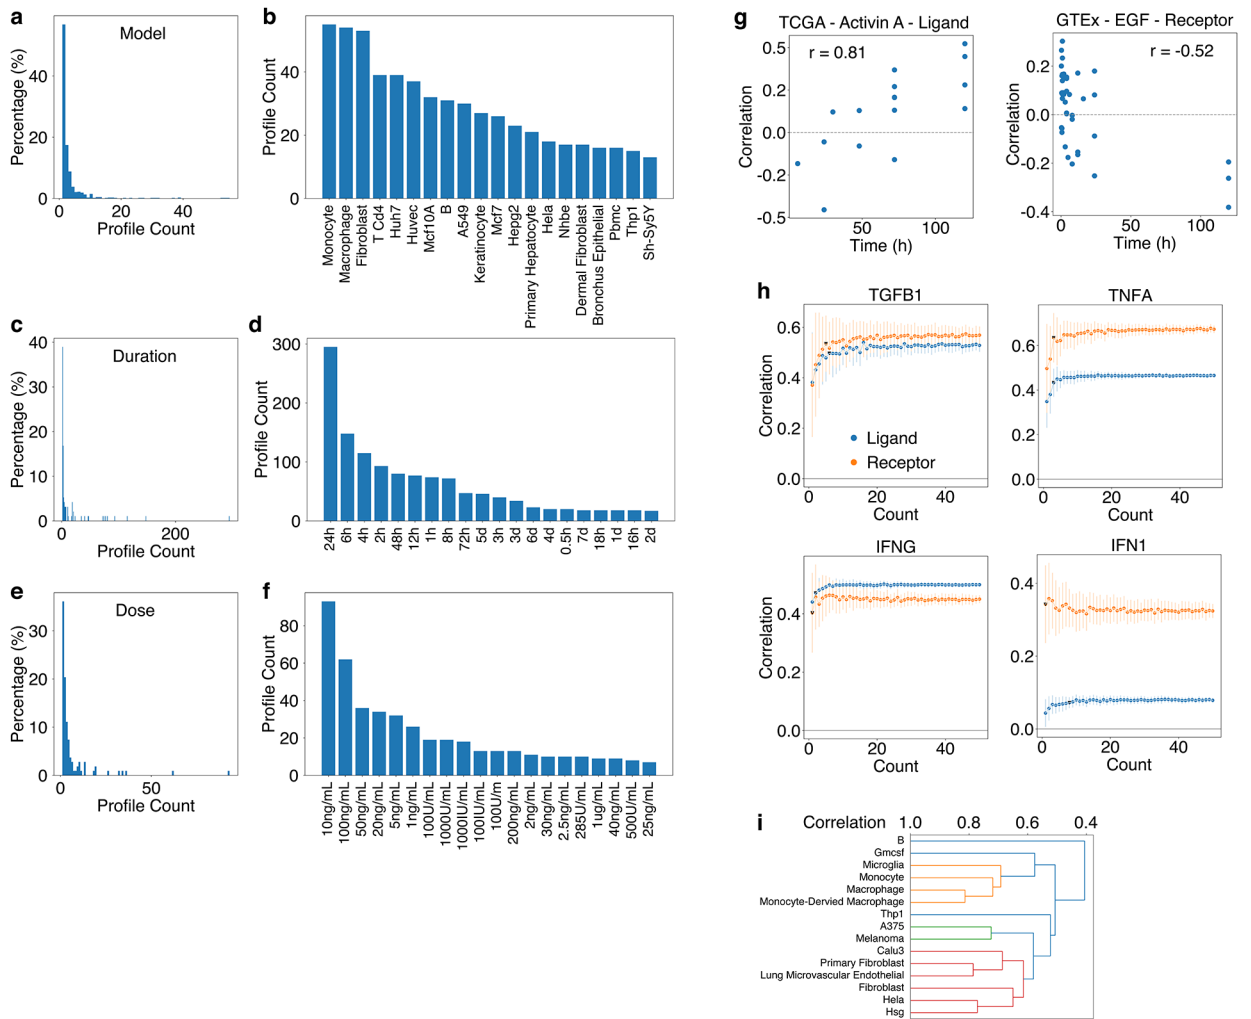 a
Model
Percentage (%)
40
20
0
0
20
40
Profile Count
b
Profile Count
40
20
0
Monocyte
Macrophage
Fibroblast
T Cd4
Huh7
Huvec
Mcf10A
B
A549
Keratinocyte
Mcf7
Hepg2
Primary Hepatocyte
Hela
Nhbe
Dermal Fibroblast
Bronchus Epithelial
Pbmc
Thp1
Sh-Sy5Y
c
Duration
Percentage (%)
40
30
20
10
0
0
200
Profile Count
d
Profile Count
300
200
100
0
24h
6h
4h
2h
48h
12h
1h
8h
72h
5d
3h
3d
6d
4d
0.5h
7d
18h
1d
16h
2d
e
Dose
Percentage (%)
30
20
10
0
0
50
Profile Count
f
Profile Count
80
60
40
20
0
10ng/mL
100ng/mL
50ng/mL
20ng/mL
5ng/mL
1ng/mL
100U/mL
1000U/mL
1000IU/mL
100IU/mL
100U/m
200ng/mL
2ng/mL
30ng/mL
2.5ng/mL
285U/mL
1ug/mL
40ng/mL
500U/mL
25ng/mL
g
TCGA - Activin A - Ligand
r = 0.81
Correlation
0.5
0.2
0.0
-0.2
-0.5
0
50
100
Time (h)
GTEx - EGF - Receptor
r = -0.52
Correlation
0.2
0.0
-0.2
-0.4
0
50
100
Time (h)
h
TGFB1
Correlation
0.6
0.4
0.2
0.0
Ligand
Receptor
0
20
40
Count
TNFA
0.6
0.4
0.2
0.0
0
20
40
Count
IFNG
Correlation
0.4
0.2
0.0
0
20
40
Count
IFN1
0.4
0.2
0.0
0
20
40
Count
i
Correlation
1.0
0.8
0.6
0.4
B
Gmcsf
Microglia
Monocyte
Macrophage
Monocyte-Dervied Macrophage
Thp1
A375
Melanoma
Calu3
Primary Fibroblast
Lung Microvascular Endothelial
Fibroblast
Hela
Hsg